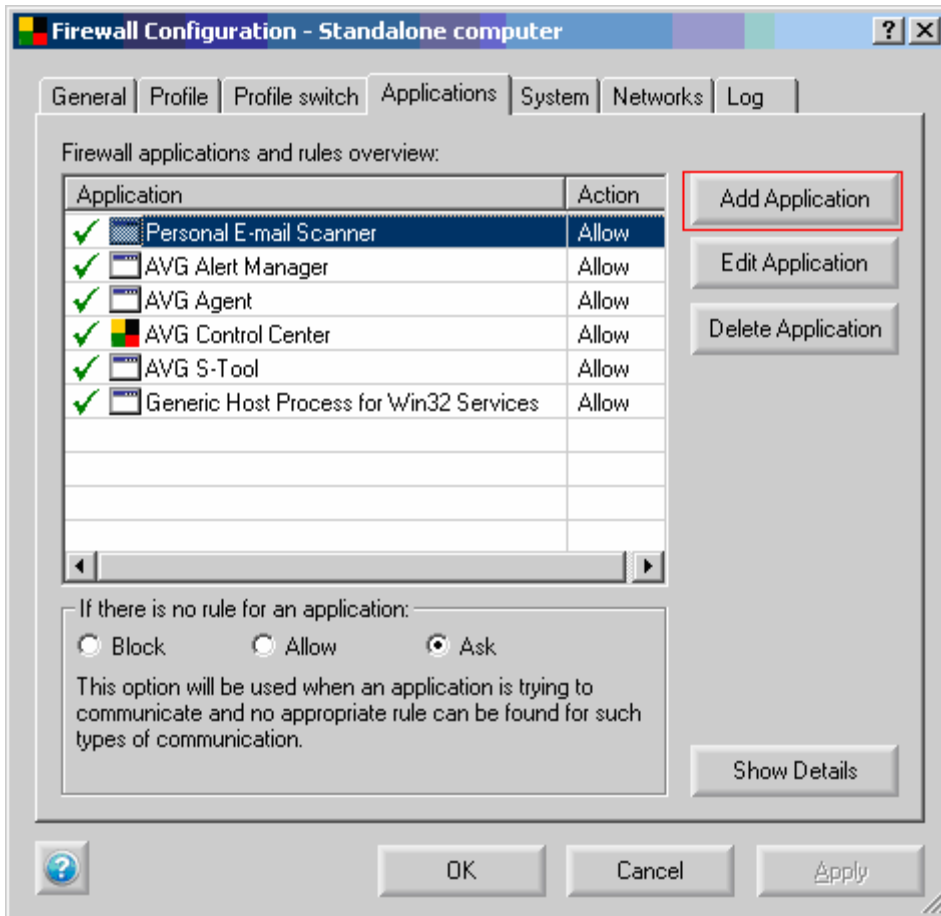 Firewall Configuration - Standalone computer
General Profile Profile switch Applications System Networks Log
Firewall applications and rules overview:
Application Action
Personal E-mail Scanner Allow
AVG Alert Manager Allow
AVG Agent Allow
AVG Control Center Allow
AVG S-Tool Allow
Generic Host Process for Win32 Services Allow
Add Application
Edit Application
Delete Application
If there is no rule for an application:
Block Allow Ask
This option will be used when an application is trying to
communicate and no appropriate rule can be found for such
types of communication.
Show Details
OK Cancel Apply